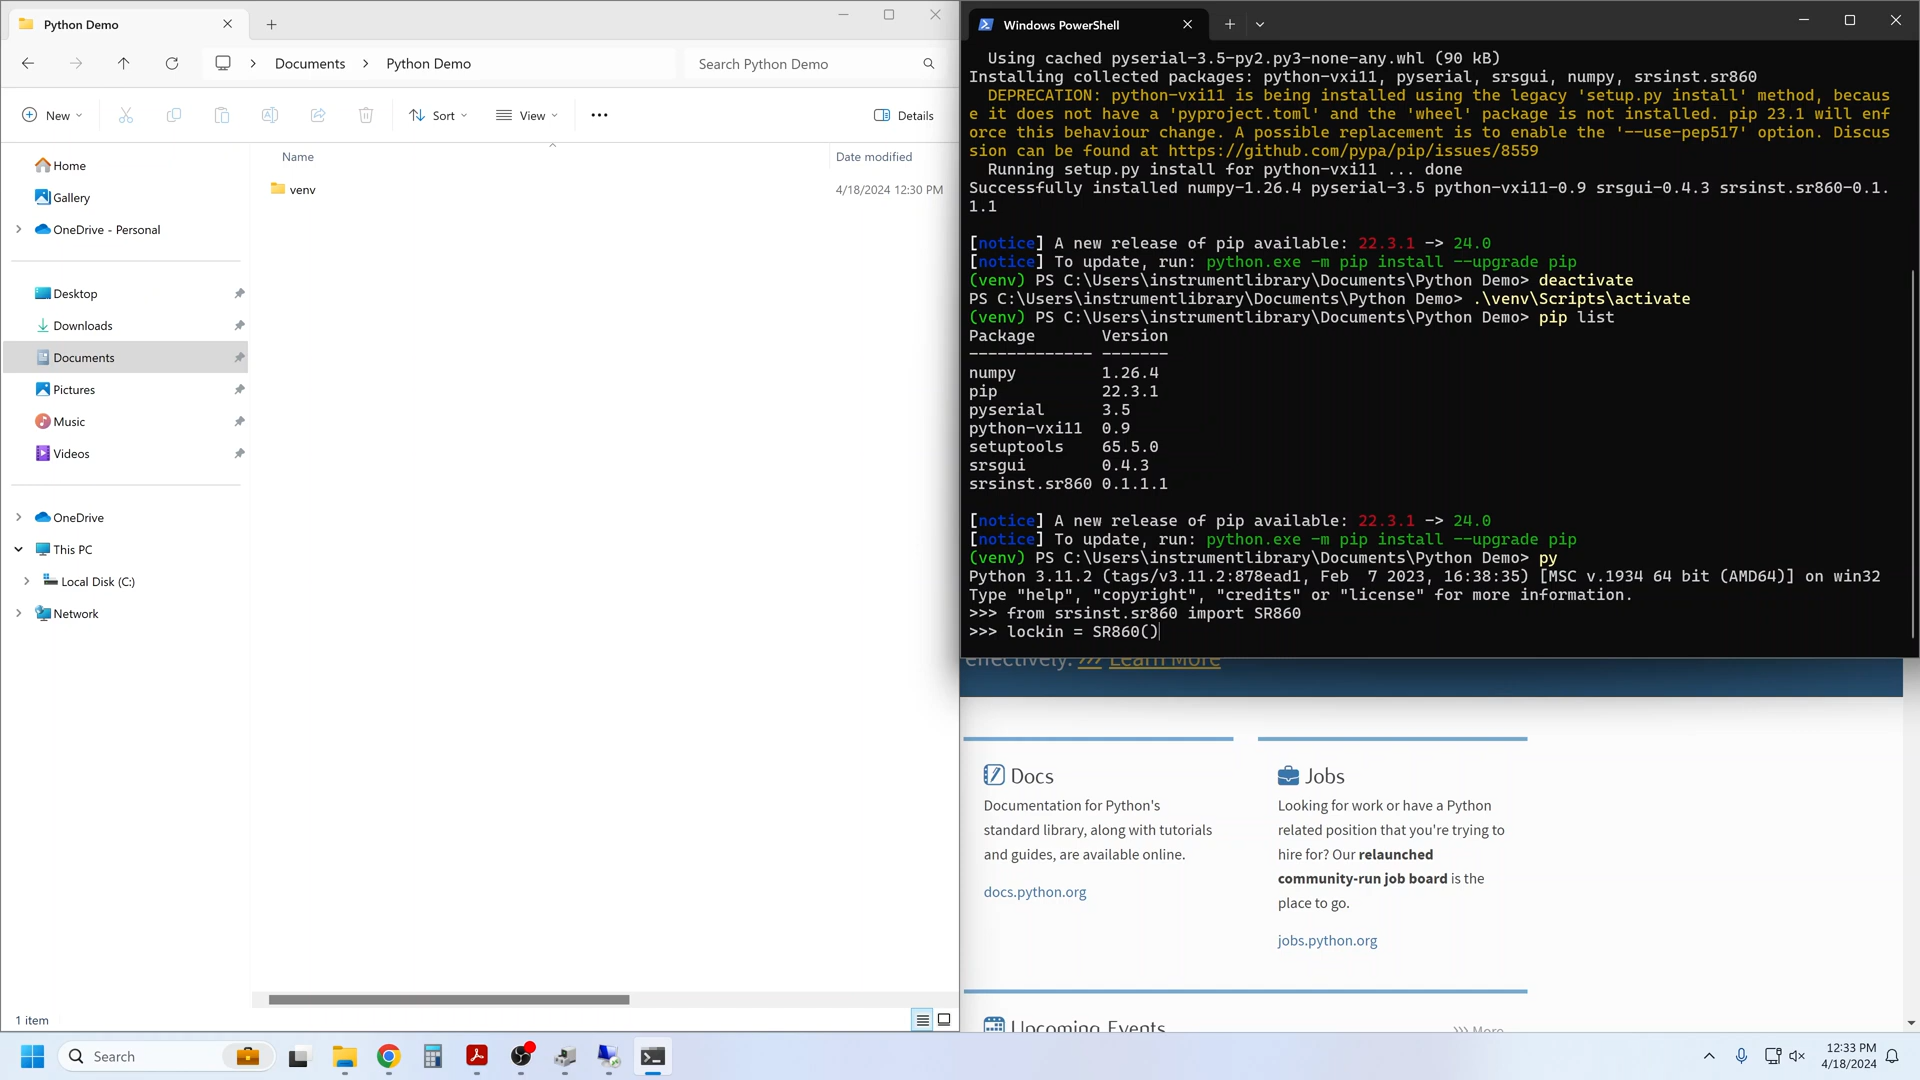 Python Demo
Documents
Python Demo
Search Python Demo
New
Sort
View
Details
Home
Gallery
OneDrive - Personal
Desktop
Downloads
Documents
Pictures
Music
Videos
OneDrive
This PC
Local Disk (C:)
Network
Name
Date modified
venv
4/18/2024 12:30 PM
1 item
Windows PowerShell
Using cached pyserial-3.5-py2.py3-none-any.whl (90 kB)
Installing collected packages: python-vxi11, pyserial, srsgui, numpy, srsinst.sr860
DEPRECATION: python-vxi11 is being installed using the legacy 'setup.py install' method, becaus
e it does not have a 'pyproject.toml' and the 'wheel' package is not installed. pip 23.1 will enf
orce this behaviour change. A possible replacement is to enable the '--use-pep517' option. Discus
sion can be found at https://github.com/pypa/pip/issues/8559
Running setup.py install for python-vxi11 ... done
Successfully installed numpy-1.26.4 pyserial-3.5 python-vxi11-0.9 srsgui-0.4.3 srsinst.sr860-0.1.
1.1
[notice] A new release of pip available: 22.3.1 -> 24.0
[notice] To update, run: python.exe -m pip install --upgrade pip
(venv) PS C:\Users\instrumentlibrary\Documents\Python Demo> deactivate
PS C:\Users\instrumentlibrary\Documents\Python Demo> .\venv\Scripts\activate
(venv) PS C:\Users\instrumentlibrary\Documents\Python Demo> pip list
Package Version
------------- -------
numpy 1.26.4
pip 22.3.1
pyserial 3.5
python-vxi11 0.9
setuptools 65.5.0
srsgui 0.4.3
srsinst.sr860 0.1.1.1
[notice] A new release of pip available: 22.3.1 -> 24.0
[notice] To update, run: python.exe -m pip install --upgrade pip
(venv) PS C:\Users\instrumentlibrary\Documents\Python Demo> py
Python 3.11.2 (tags/v3.11.2:878ead1, Feb  7 2023, 16:38:35) [MSC v.1934 64 bit (AMD64)] on win32
Type "help", "copyright", "credits" or "license" for more information.
>>> from srsinst.sr860 import SR860
>>> lockin = SR860()
effectively. >>> Learn More
Docs
Documentation for Python's
standard library, along with tutorials
and guides, are available online.
docs.python.org
Jobs
Looking for work or have a Python
related position that you're trying to
hire for? Our relaunched
community-run job board is the
place to go.
jobs.python.org
Upcoming Events
>>> More
Search
12:33 PM
4/18/2024